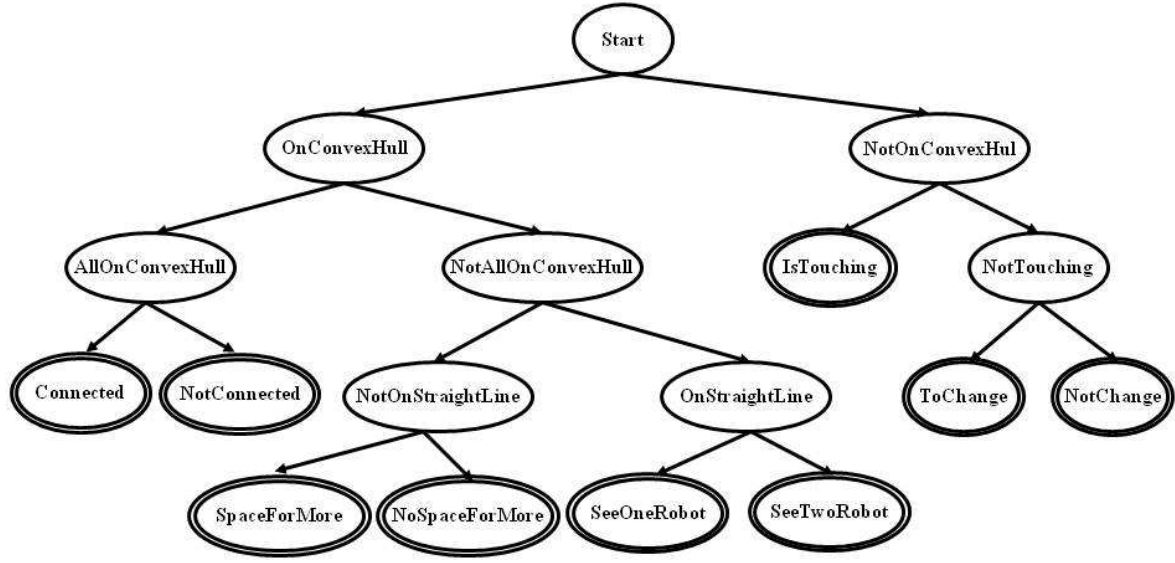 Start
OnConvexHull
NotOnConvexHul
AllOnConvexHull
NotAllOnConvexHull
IsTouching
NotTouching
Connected
NotConnected
NotOnStraightLine
OnStraightLine
ToChange
NotChange
SpaceForMore
NoSpaceForMore
SeeOneRobot
SeeTwoRobot